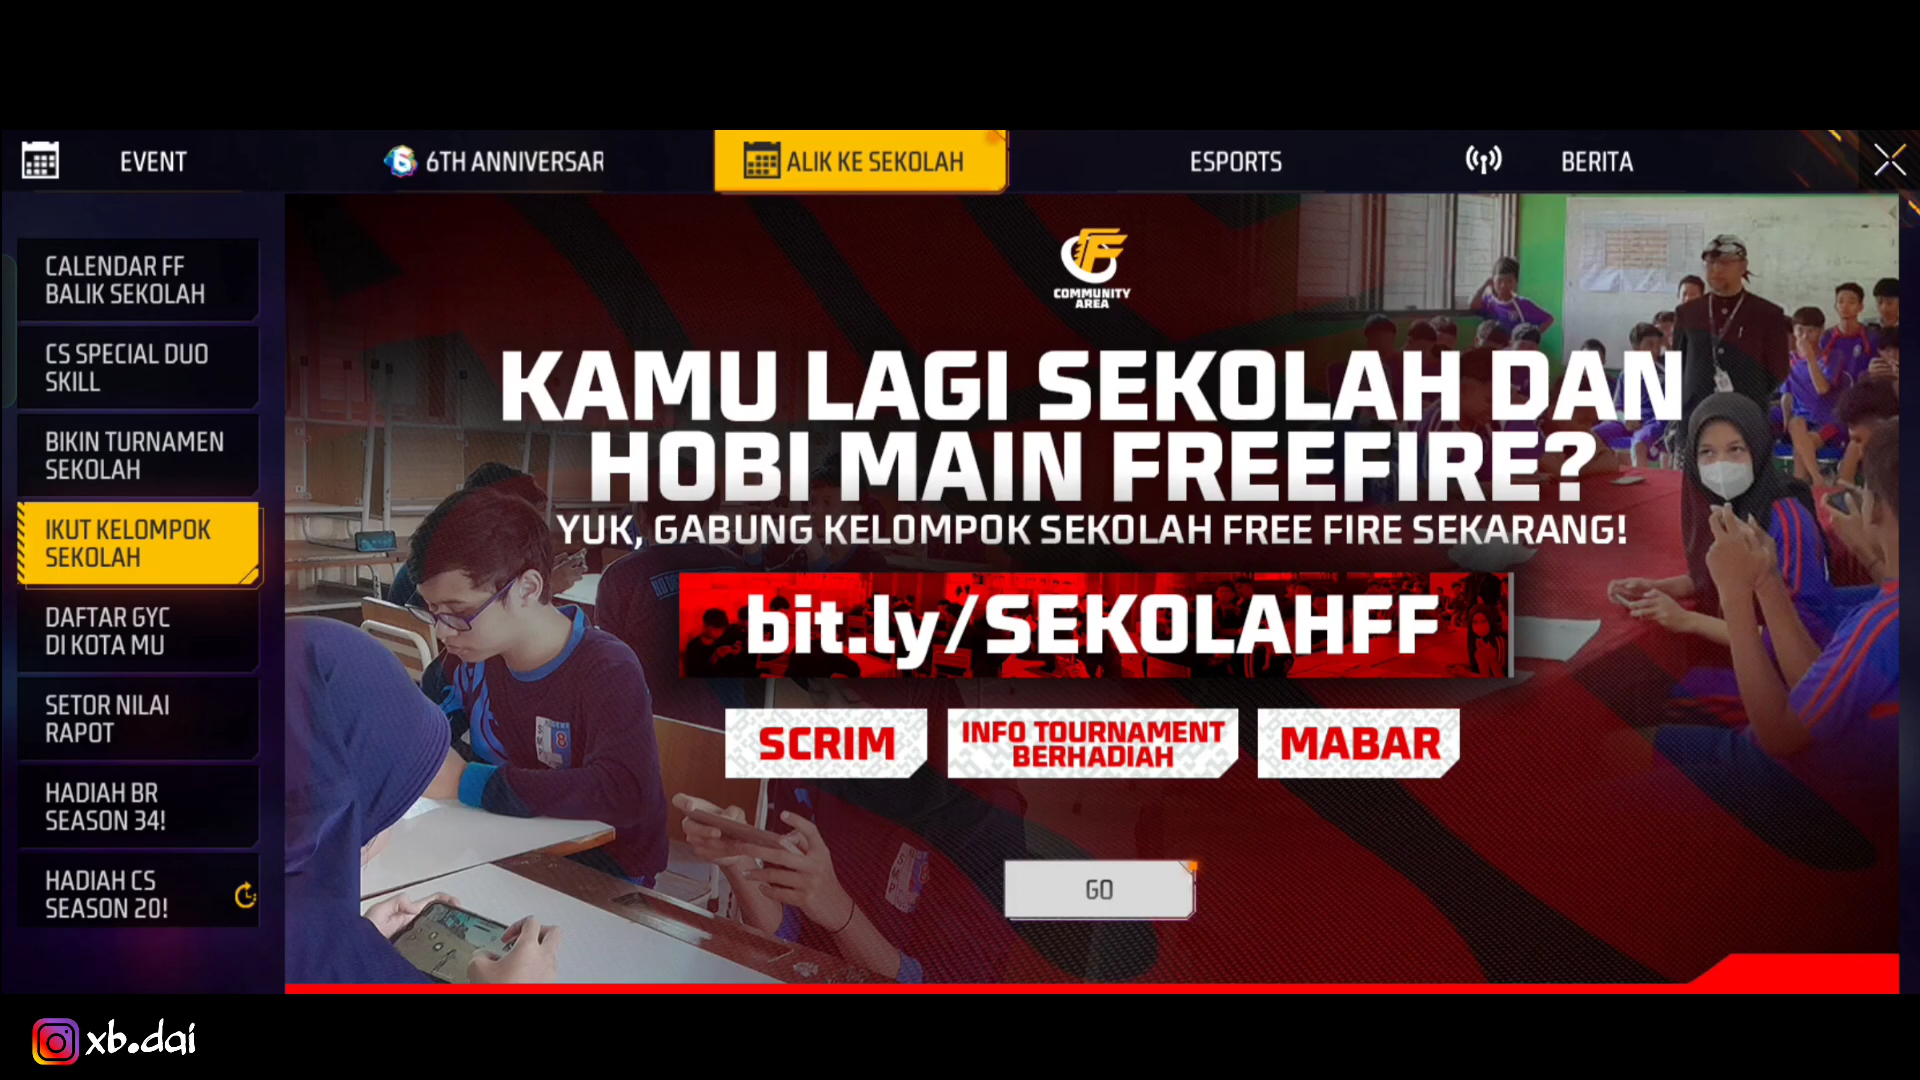 EVENT
6TH ANNIVERSAR
ALIK KE SEKOLAH
ESPORTS
BERITA
CALENDAR FF
BALIK SEKOLAH
CS SPECIAL DUO
SKILL
BIKIN TURNAMEN
SEKOLAH
IKUT KELOMPOK
SEKOLAH
DAFTAR GYC
DI KOTA MU
SETOR NILAI
RAPOT
HADIAH BR
SEASON 34!
HADIAH CS
SEASON 20!
COMMUNITY
AREA
KAMU LAGI SEKOLAH DAN
HOBI MAIN FREEFIRE?
YUK, GABUNG KELOMPOK SEKOLAH FREE FIRE SEKARANG!
bit.ly/SEKOLAHFF
SCRIM
INFO TOURNAMENT
BERHADIAH
MABAR
GO
xb.dai